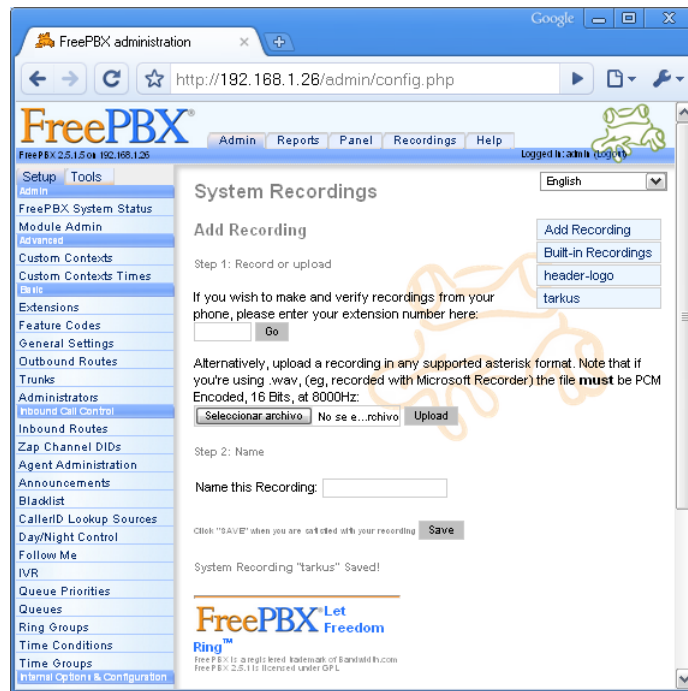 Google
FreePBX administration
http://192.168.1.26/admin/config.php
FreePBX®
FreePBX 2.5.1.5 on 192.168.1.26
Admin Reports Panel Recordings Help
Logged in: admin (Logout)
Setup Tools
Admin
FreePBX System Status
Module Admin
Advanced
Custom Contexts
Custom Contexts Times
Basic
Extensions
Feature Codes
General Settings
Outbound Routes
Trunks
Administrators
Inbound Call Control
Inbound Routes
Zap Channel DIDs
Agent Administration
Announcements
Blacklist
CallerID Lookup Sources
Day/Night Control
Follow Me
IVR
Queue Priorities
Queues
Ring Groups
Time Conditions
Time Groups
Internal Options & Configuration
System Recordings
English
Add Recording
Built-in Recordings
header-logo
tarkus
Add Recording
Step 1: Record or upload
If you wish to make and verify recordings from your
phone, please enter your extension number here:
Go
Alternatively, upload a recording in any supported asterisk format. Note that if
you're using .wav, (eg, recorded with Microsoft Recorder) the file must be PCM
Encoded, 16 Bits, at 8000Hz:
Seleccionar archivo No se e...rchivo Upload
Step 2: Name
Name this Recording:
Click "SAVE" when you are satisfied with your recording Save
System Recording "tarkus" Saved!
FreePBX® Let
Freedom
Ring™
FreePBX is a registered trademark of Bandwidth.com
FreePBX 2.5.1 is licensed under GPL